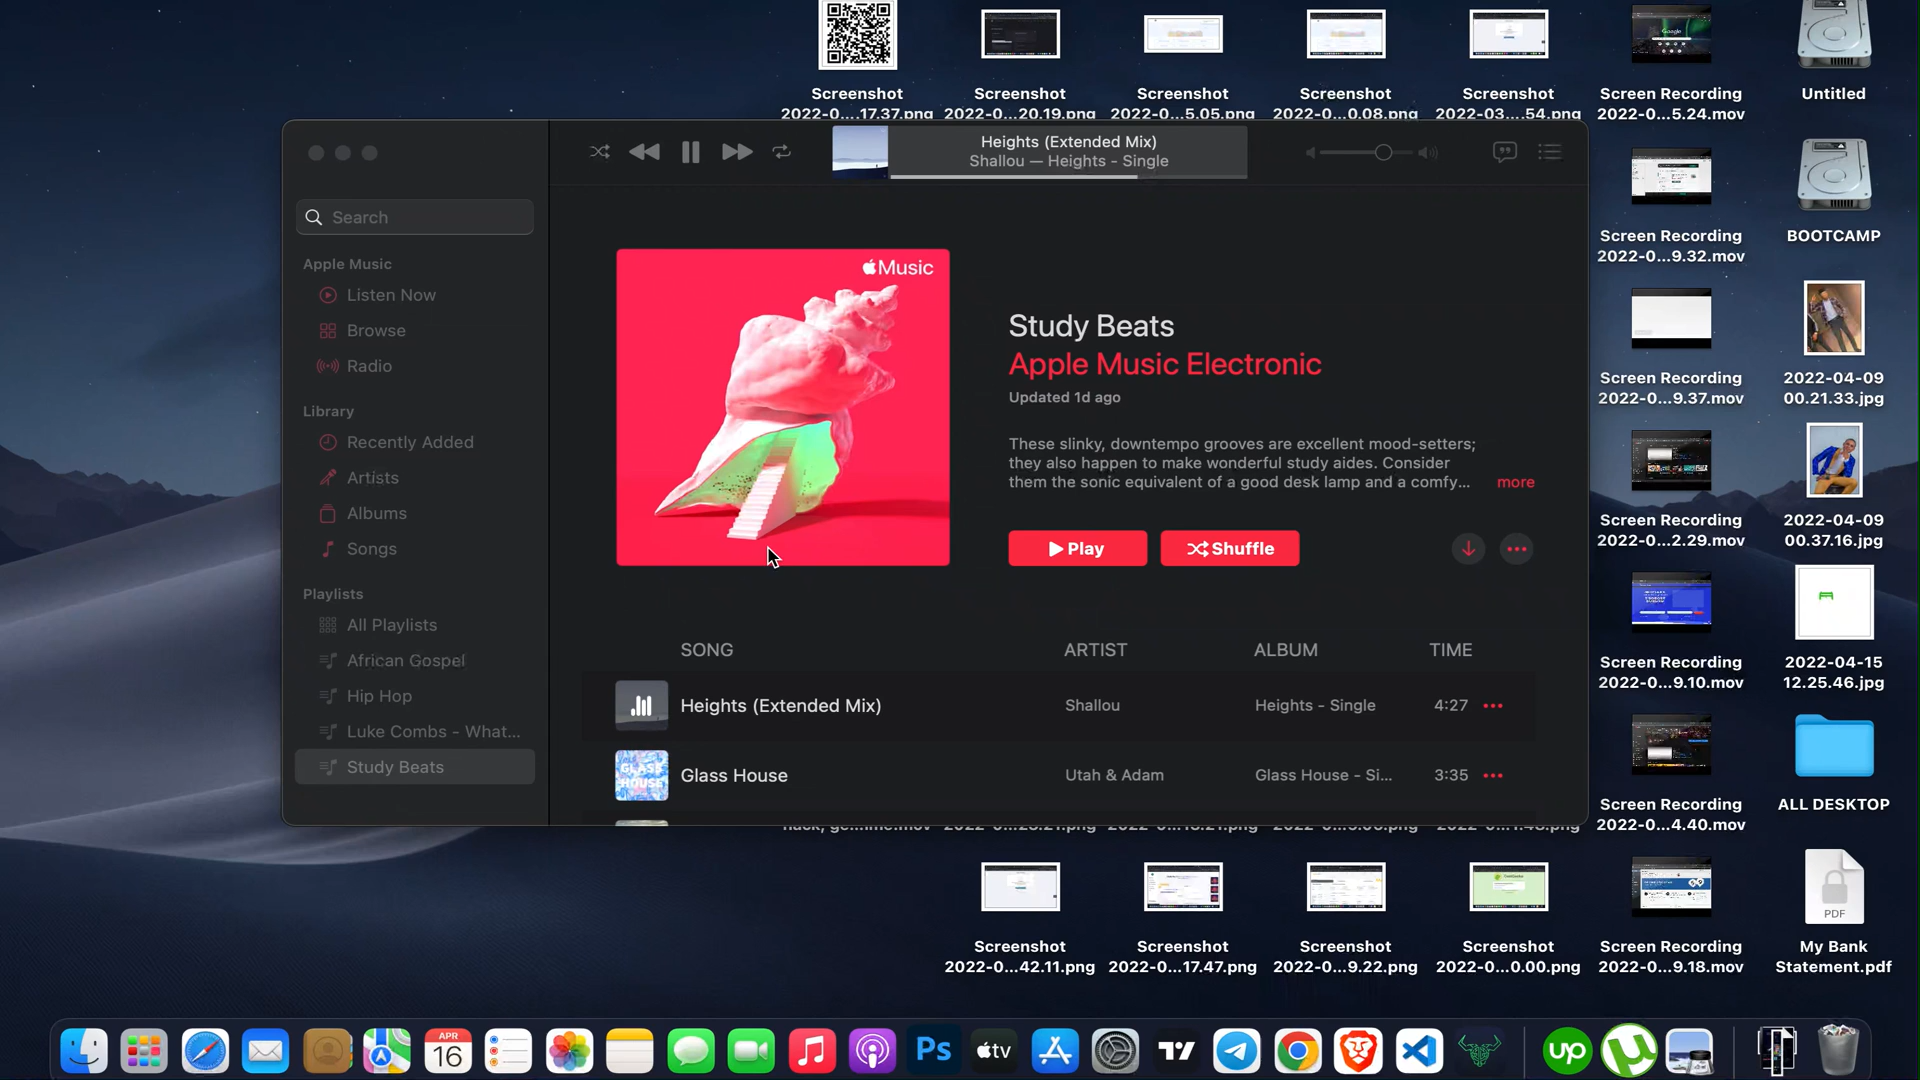 Screenshot
2022-0....17.37.png
Screenshot
2022-0...20.19.png
Screenshot
2022-0...5.05.png
Screenshot
2022-0...0.08.png
Screenshot
2022-03....54.png
Screen Recording
2022-0...5.24.mov
Untitled
Heights (Extended Mix)
Shallou — Heights - Single
Search
Apple Music
Listen Now
Browse
Radio
Library
Recently Added
Artists
Albums
Songs
Playlists
All Playlists
African Gospel
Hip Hop
Luke Combs - What...
Study Beats
Music
Study Beats
Apple Music Electronic
Updated 1d ago
These slinky, downtempo grooves are excellent mood-setters;
they also happen to make wonderful study aides. Consider
them the sonic equivalent of a good desk lamp and a comfy... more
Play
Shuffle
SONG ARTIST ALBUM TIME
Heights (Extended Mix) Shallou Heights - Single 4:27
GLASS
HOUSE
Glass House Utah & Adam Glass House - Si... 3:35
Screen Recording
2022-0...9.32.mov
BOOTCAMP
Screen Recording
2022-0...9.37.mov
2022-04-09
00.21.33.jpg
Screen Recording
2022-0...2.29.mov
2022-04-09
00.37.16.jpg
Screen Recording
2022-0...9.10.mov
2022-04-15
12.25.46.jpg
Screen Recording
2022-0...4.40.mov
ALL DESKTOP
Screenshot
2022-0...42.11.png
Screenshot
2022-0...17.47.png
Screenshot
2022-0...9.22.png
Screenshot
2022-0...0.00.png
Screen Recording
2022-0...9.18.mov
PDF
My Bank
Statement.pdf
APR
16
Ps
tv
up